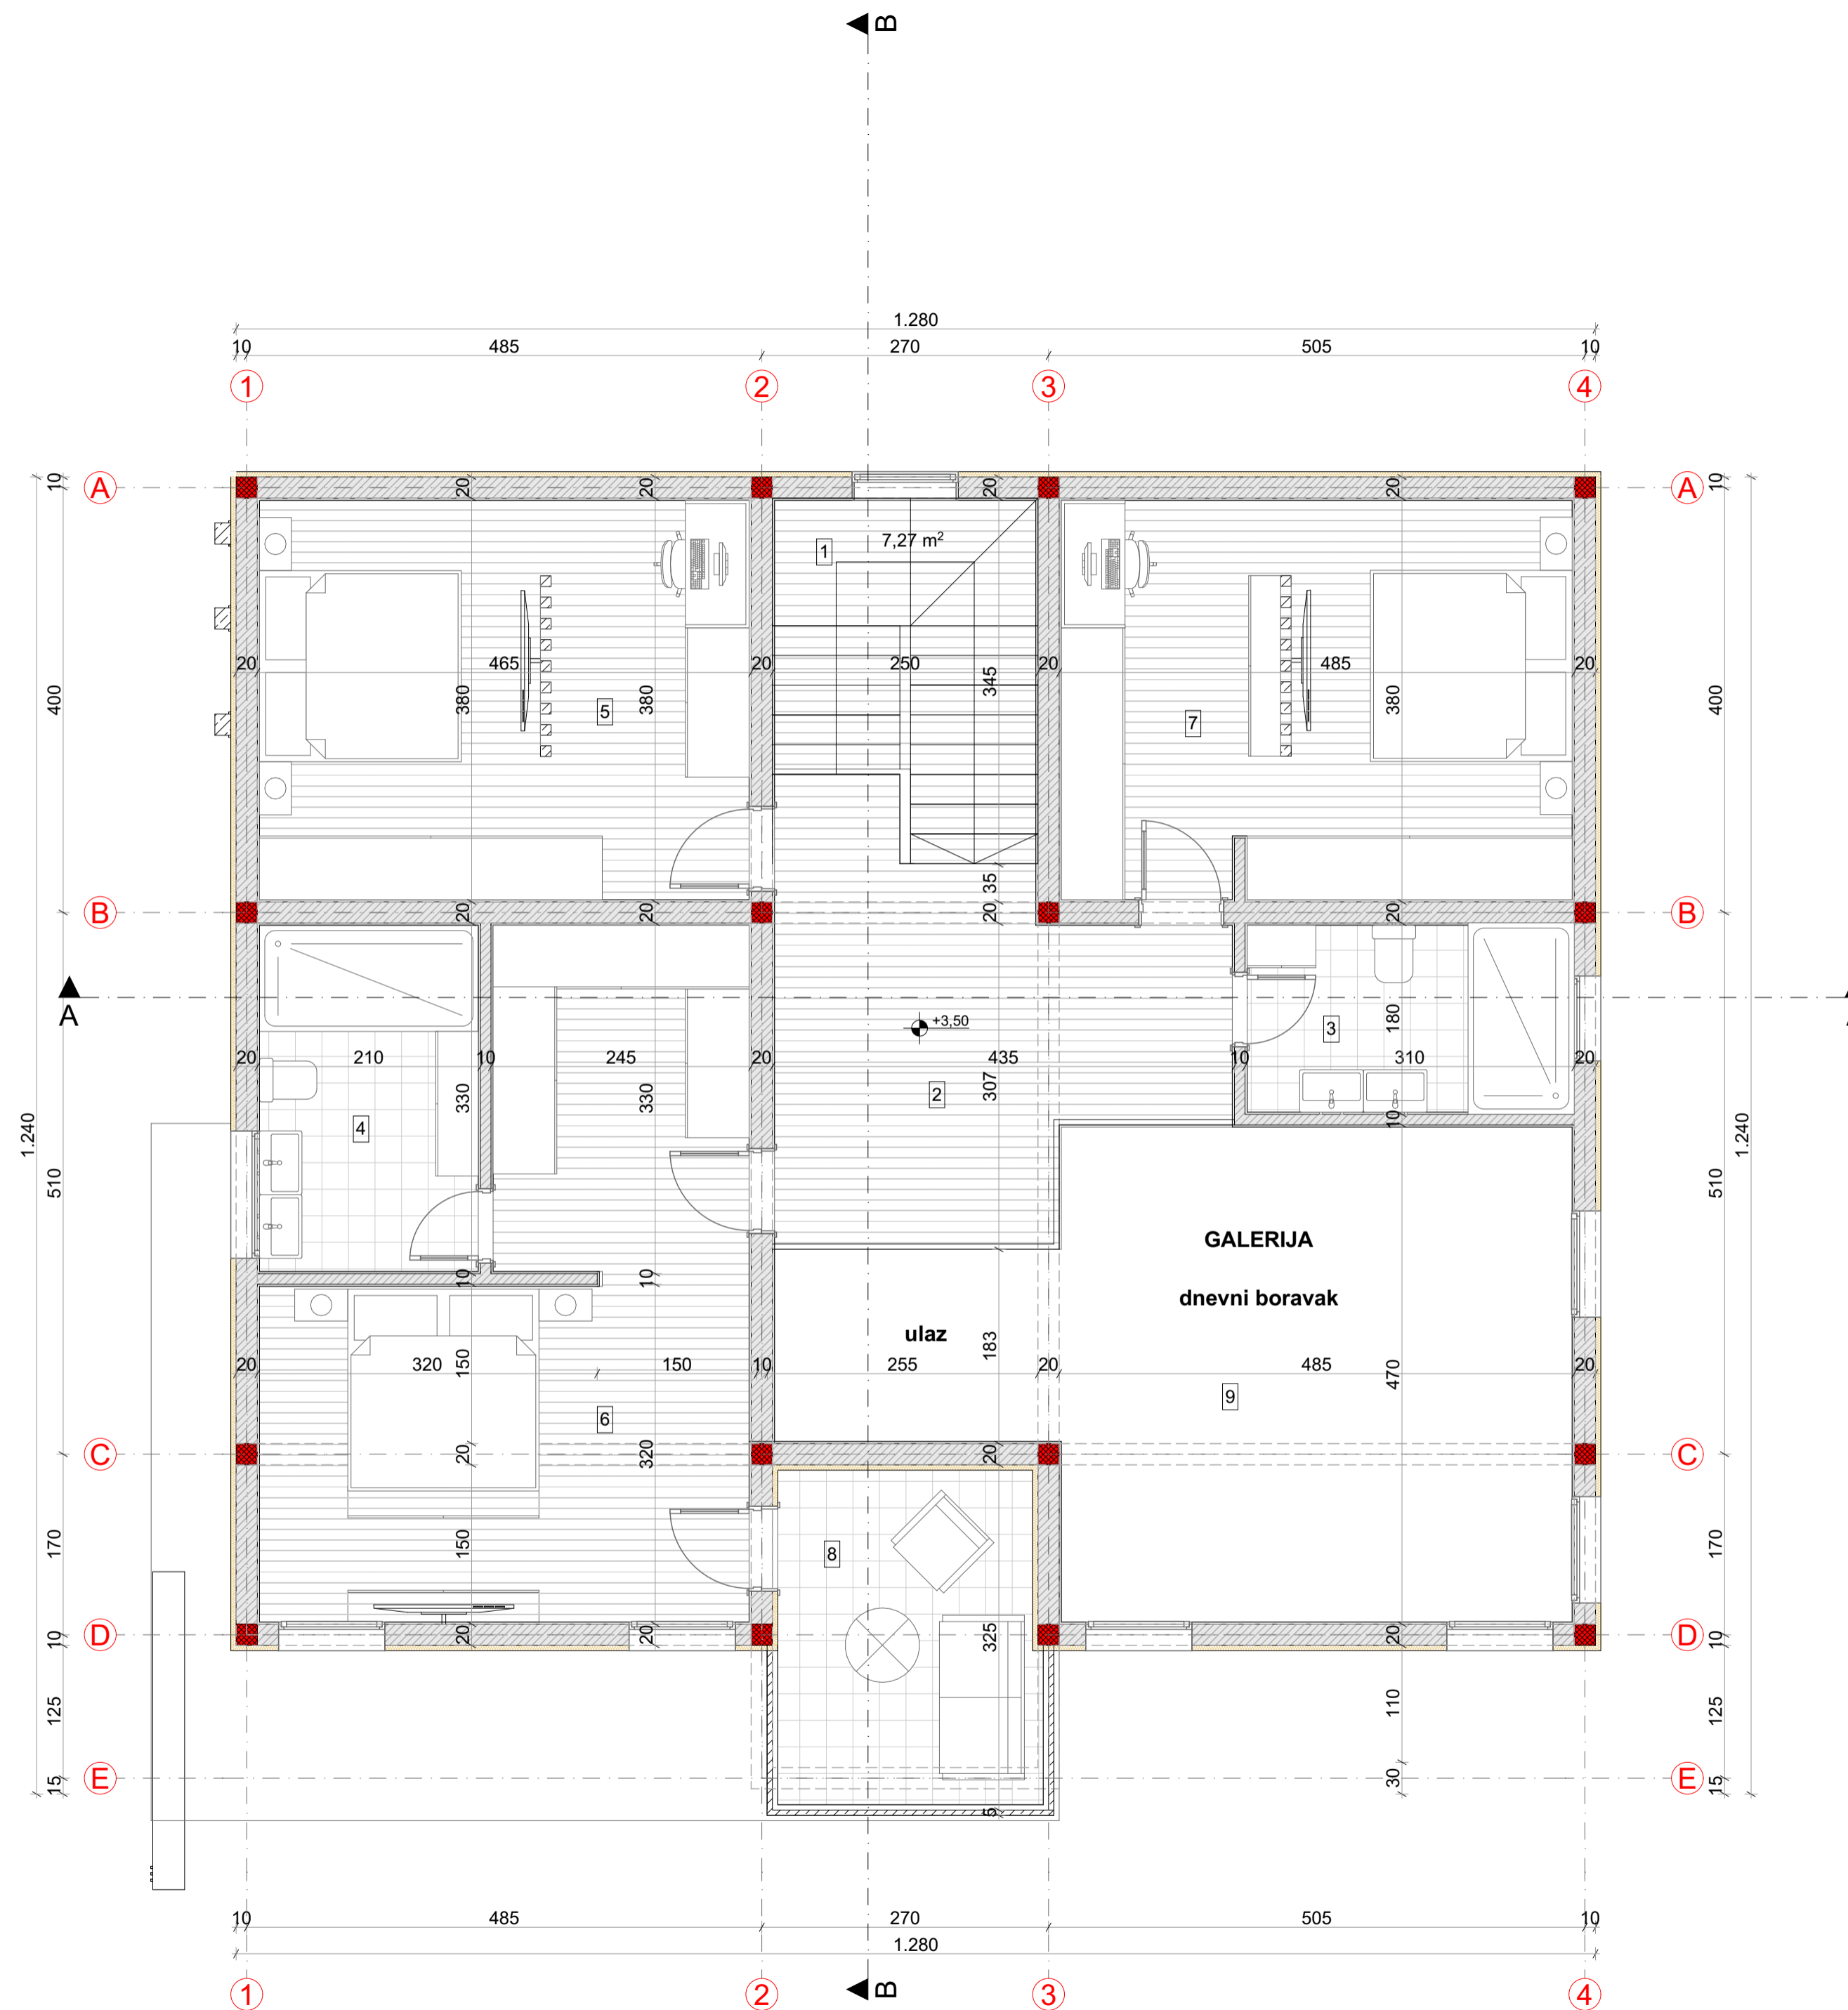 B
1.280
10 485 270 505 10
1 2 3 4
10 A 20 20 20 20 A 10
1 7,27 m²
20 465 20 250 20 485 20
400 380 5 380 345 7 380 400
35
B 20 20 20 20 B
A
+3,50
3 180
20 210 10 245 20 435 10 310 20
330 330 2 307
4 10
1.240 1.240
510 510
GALERIJA
10 10
dnevni boravak
ulaz 183
20 320 150 150 10 255 20 485 470 20
6 9
C 20 320 20 C
170 150 8 170
10 D 20 20 325 20 D 10
125 110 125
15 E 5 30 E 15
10 485 270 505 10
1.280
B
1 2 3 4